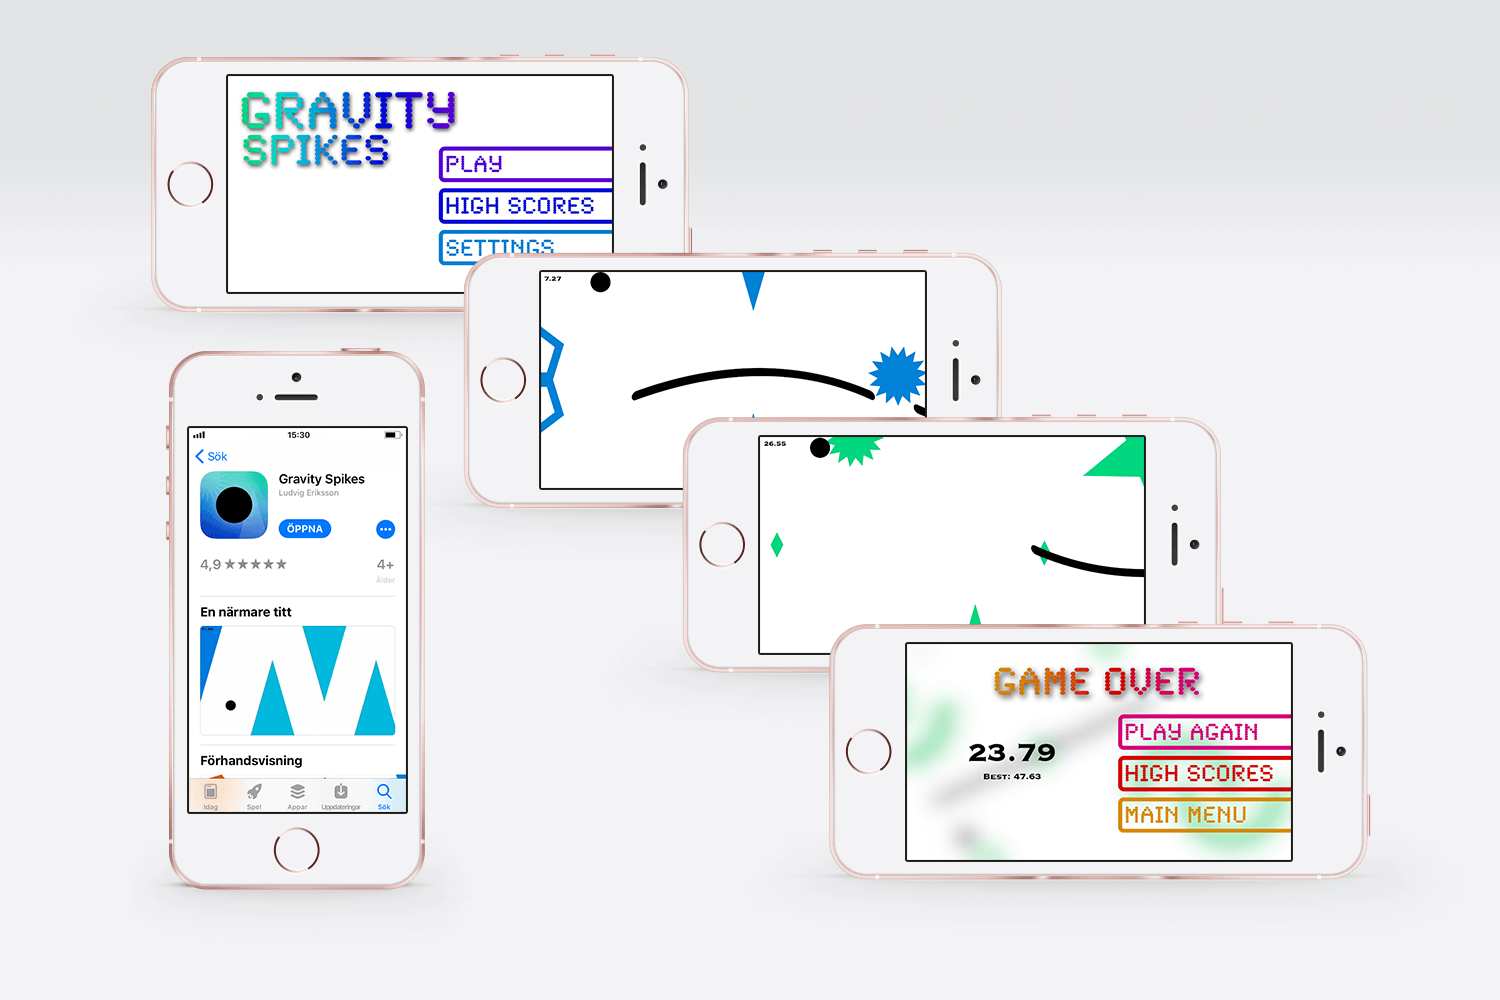 GRAVITY
SPIKES
PLAY
HIGH SCORES
SETTINGS
7.27
26.55
15:30
Sök
Gravity Spikes
Ludvig Eriksson
ÖPPNA
4,9
4+
Ålder
En närmare titt
Förhandsvisning
Idag
Spel
Appar
Uppdateringar
Sök
GAME OVER
23.79
BEST: 47.63
PLAY AGAIN
HIGH SCORES
MAIN MENU